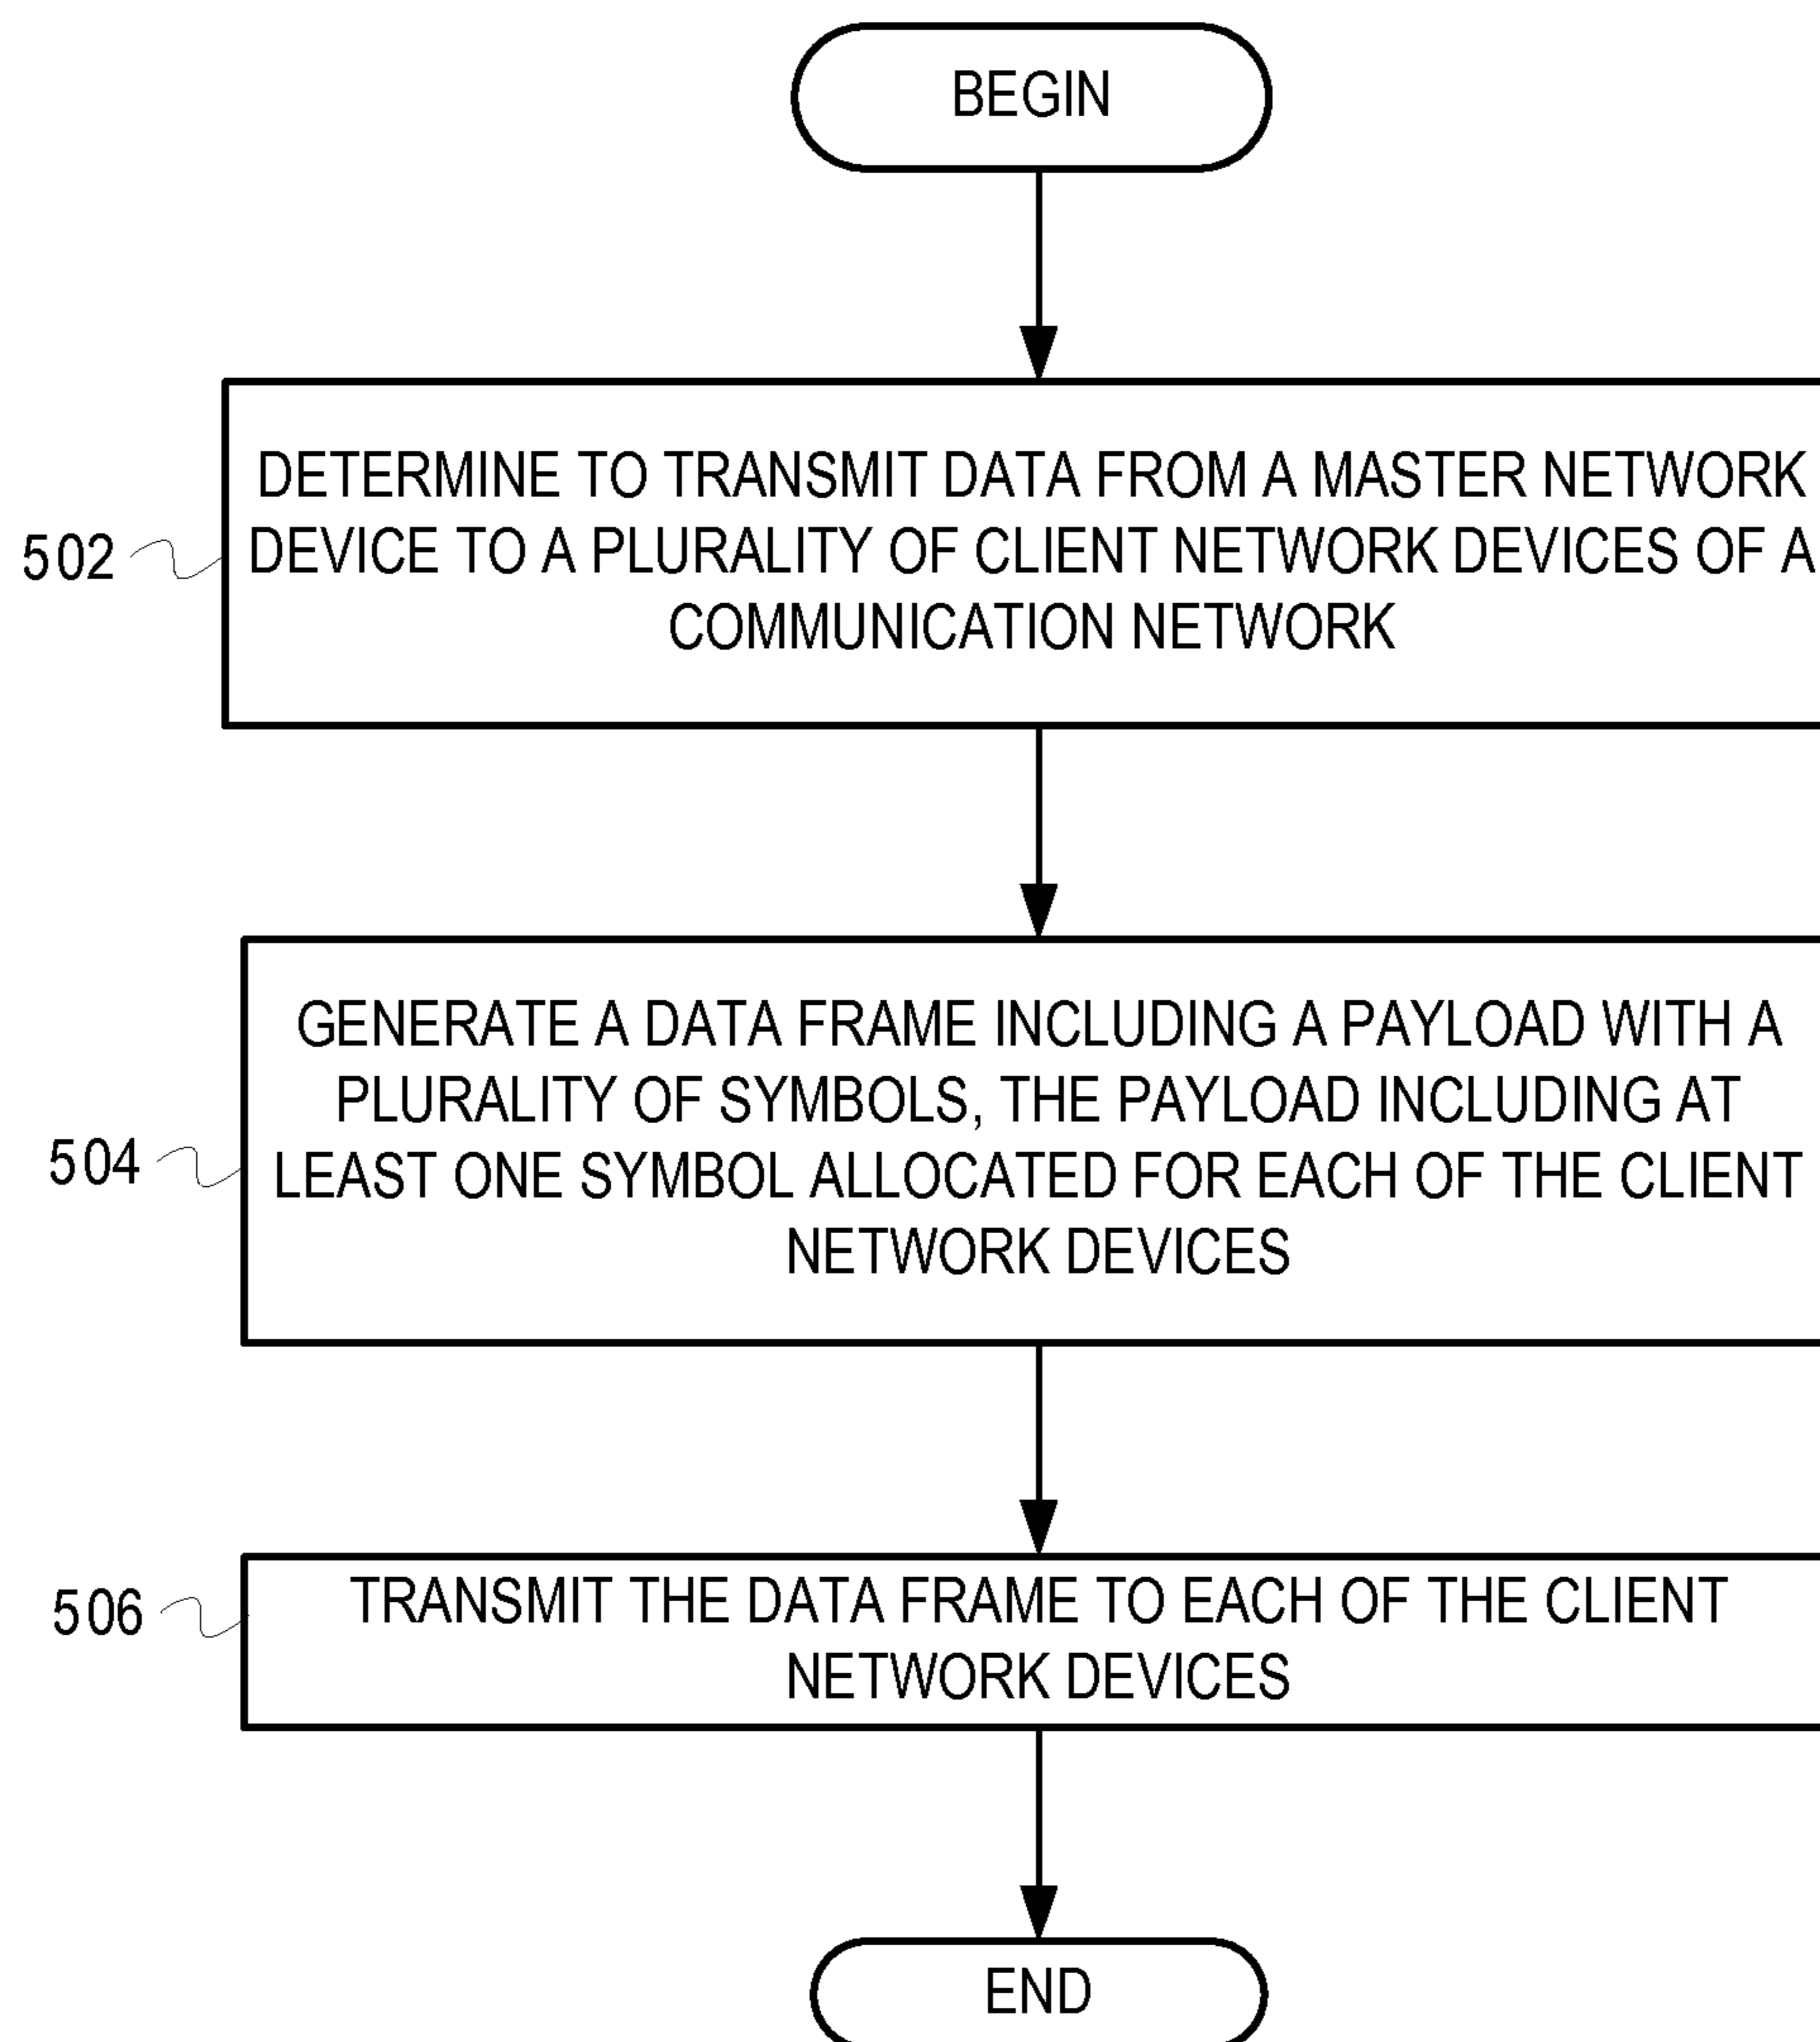 BEGIN
502
DETERMINE TO TRANSMIT DATA FROM A MASTER NETWORK
DEVICE TO A PLURALITY OF CLIENT NETWORK DEVICES OF A
COMMUNICATION NETWORK
504
GENERATE A DATA FRAME INCLUDING A PAYLOAD WITH A
PLURALITY OF SYMBOLS, THE PAYLOAD INCLUDING AT
LEAST ONE SYMBOL ALLOCATED FOR EACH OF THE CLIENT
NETWORK DEVICES
506
TRANSMIT THE DATA FRAME TO EACH OF THE CLIENT
NETWORK DEVICES
END